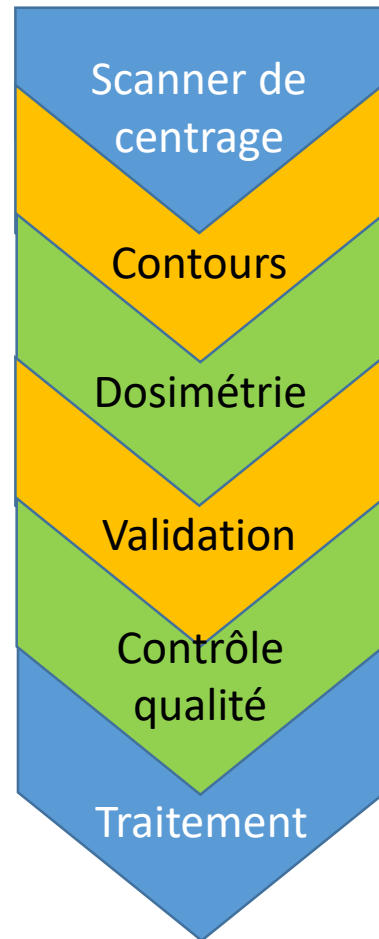 Scanner de
centrage
Contours
Dosimétrie
Validation
Contrôle
qualité
Traitement